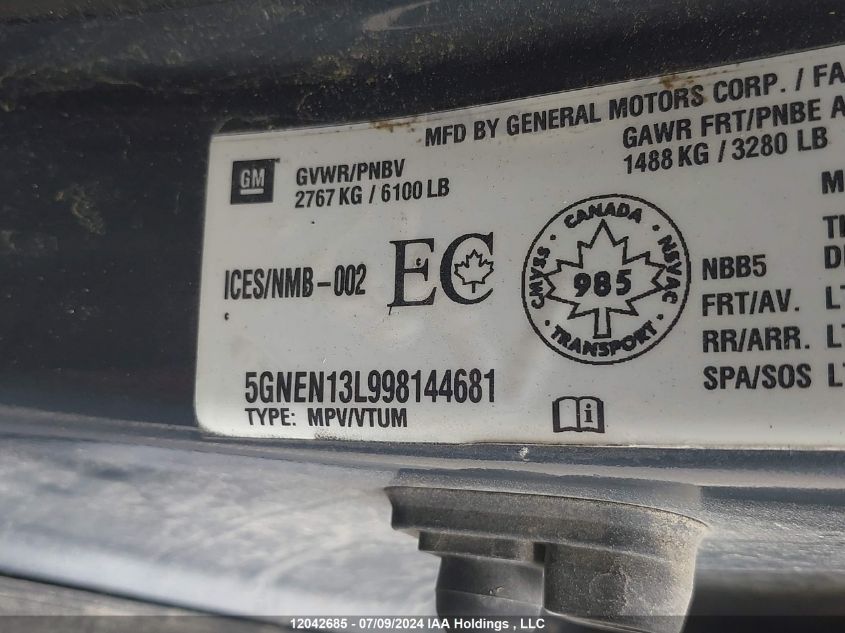 MFD BY GENERAL MOTORS CORP. / FA
GM
GVWR/PNBV
2767 KG / 6100 LB
GAWR FRT/PNBE A
1488 KG / 3280 LB
M
ICES/NMB-002
EC
CANADA
CMVSS
NSVAC
985
TRANSPORT
NBB5
FRT/AV.
RR/ARR.
SPA/SOS
5GNEN13L998144681
TYPE: MPV/VTUM
i
12042685 - 07/09/2024 IAA Holdings , LLC